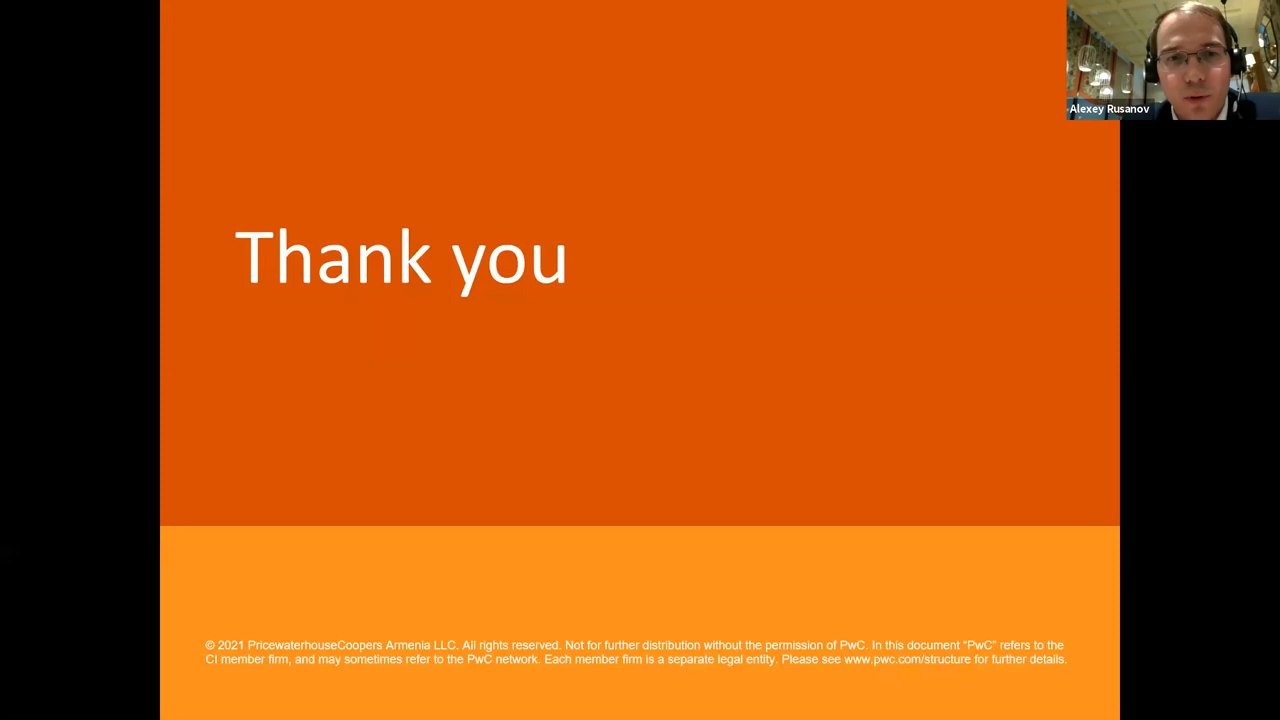 Alexey Rusanov
Thank you
© 2021 PricewaterhouseCoopers Armenia LLC. All rights reserved. Not for further distribution without the permission of PwC. In this document “PwC” refers to the
CI member firm, and may sometimes refer to the PwC network. Each member firm is a separate legal entity. Please see www.pwc.com/structure for further details.